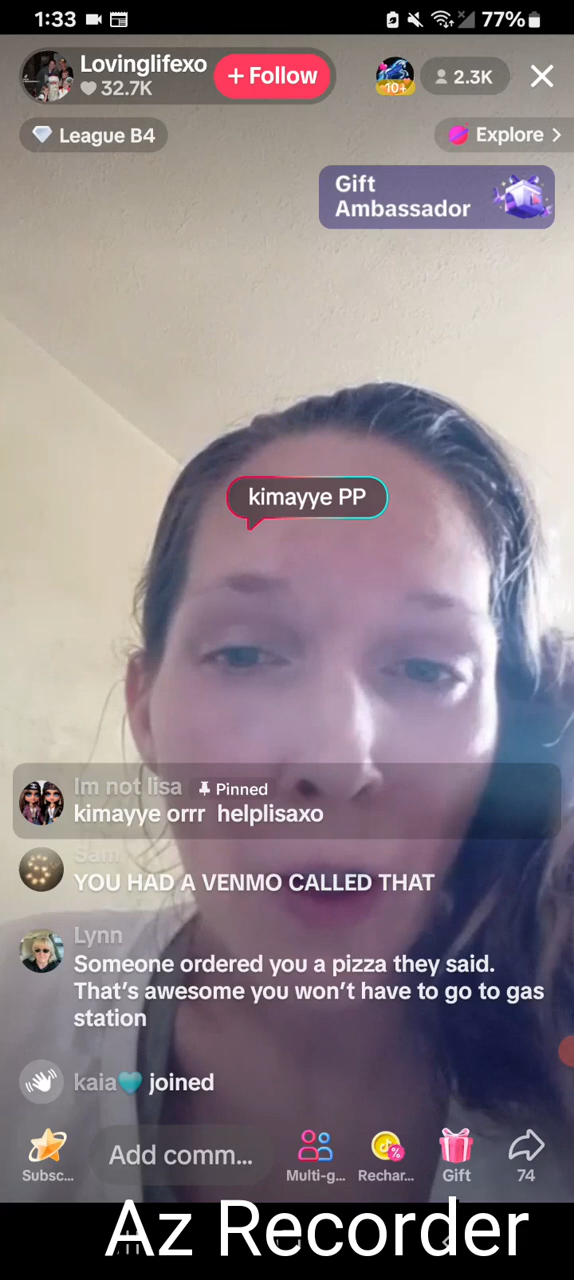 1:33
77%
Lovinglifexo
32.7K
+ Follow
10+
2.3K
League B4
Explore >
Gift
Ambassador
kimayye PP
Im not lisa Pinned
kimayye orrr helplisaxo
Sam
YOU HAD A VENMO CALLED THAT
Lynn
Someone ordered you a pizza they said.
That's awesome you won't have to go to gas
station
kaia🩵 joined
Add comm...
Subsc...
Multi-g...
Rechar...
Gift
74
Az Recorder